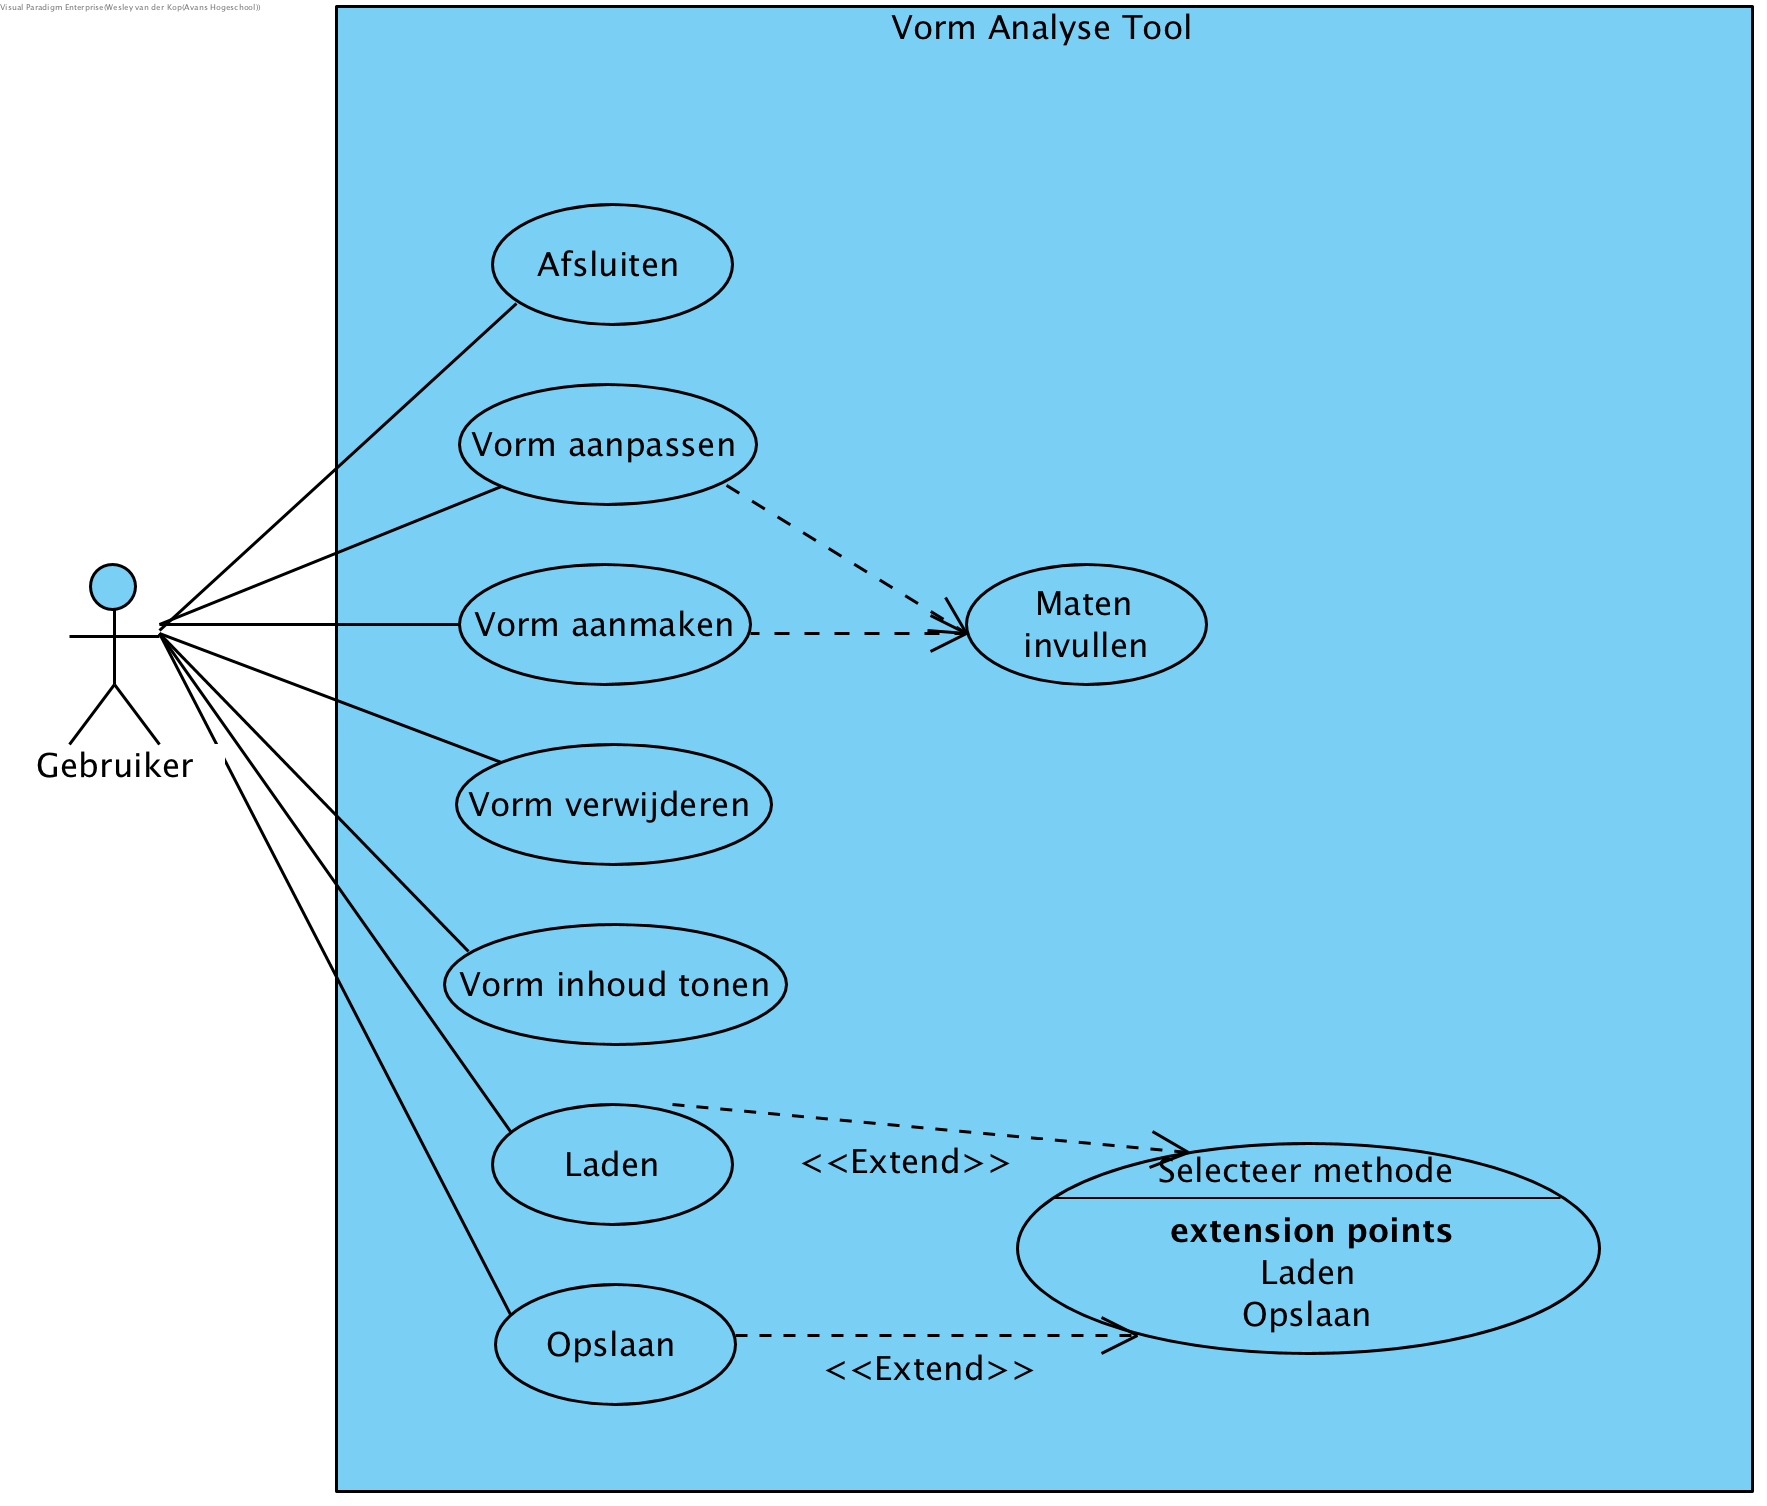 Visual Paradigm Enterprise(Wesley van der Kop(Avans Hogeschool))
Vorm Analyse Tool
Afsluiten
Vorm aanpassen
Vorm aanmaken
Maten
invullen
Gebruiker
Vorm verwijderen
Vorm inhoud tonen
Laden
<<Extend>>
Selecteer methode
extension points
Laden
Opslaan
Opslaan
<<Extend>>